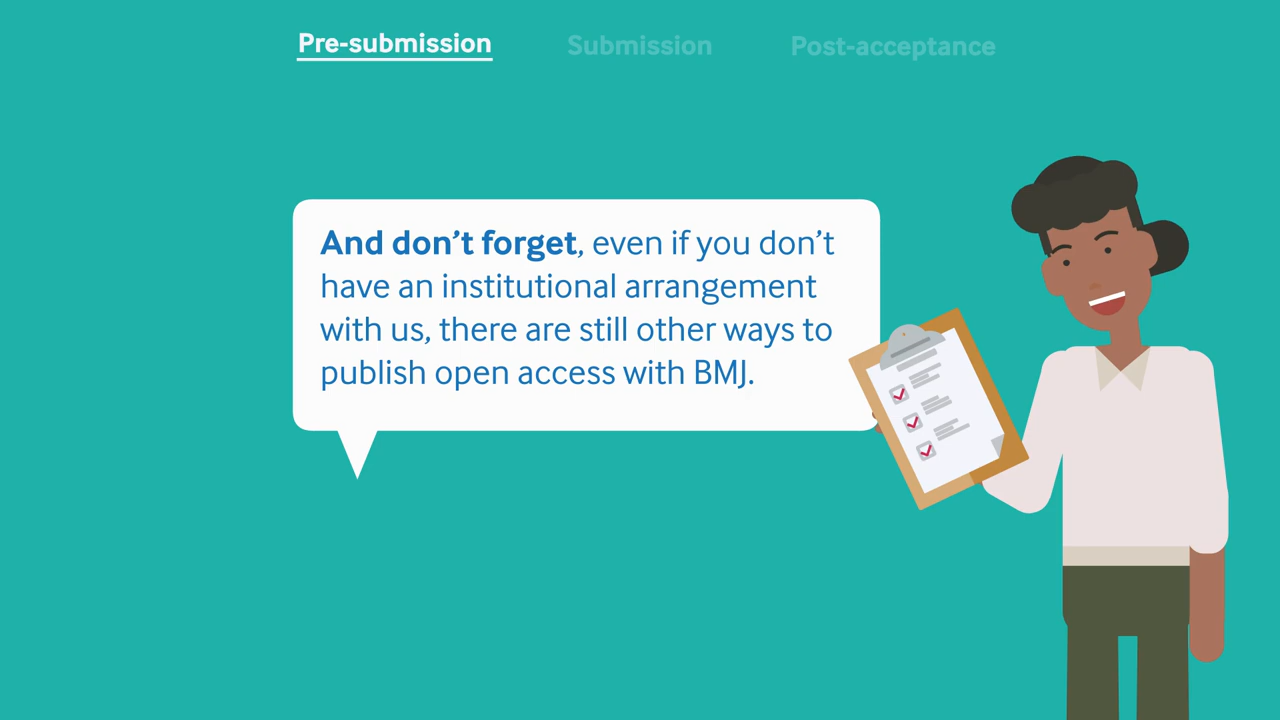 Pre-submission
Submission
Post-acceptance
And don’t forget, even if you don’t
have an institutional arrangement
with us, there are still other ways to
publish open access with BMJ.